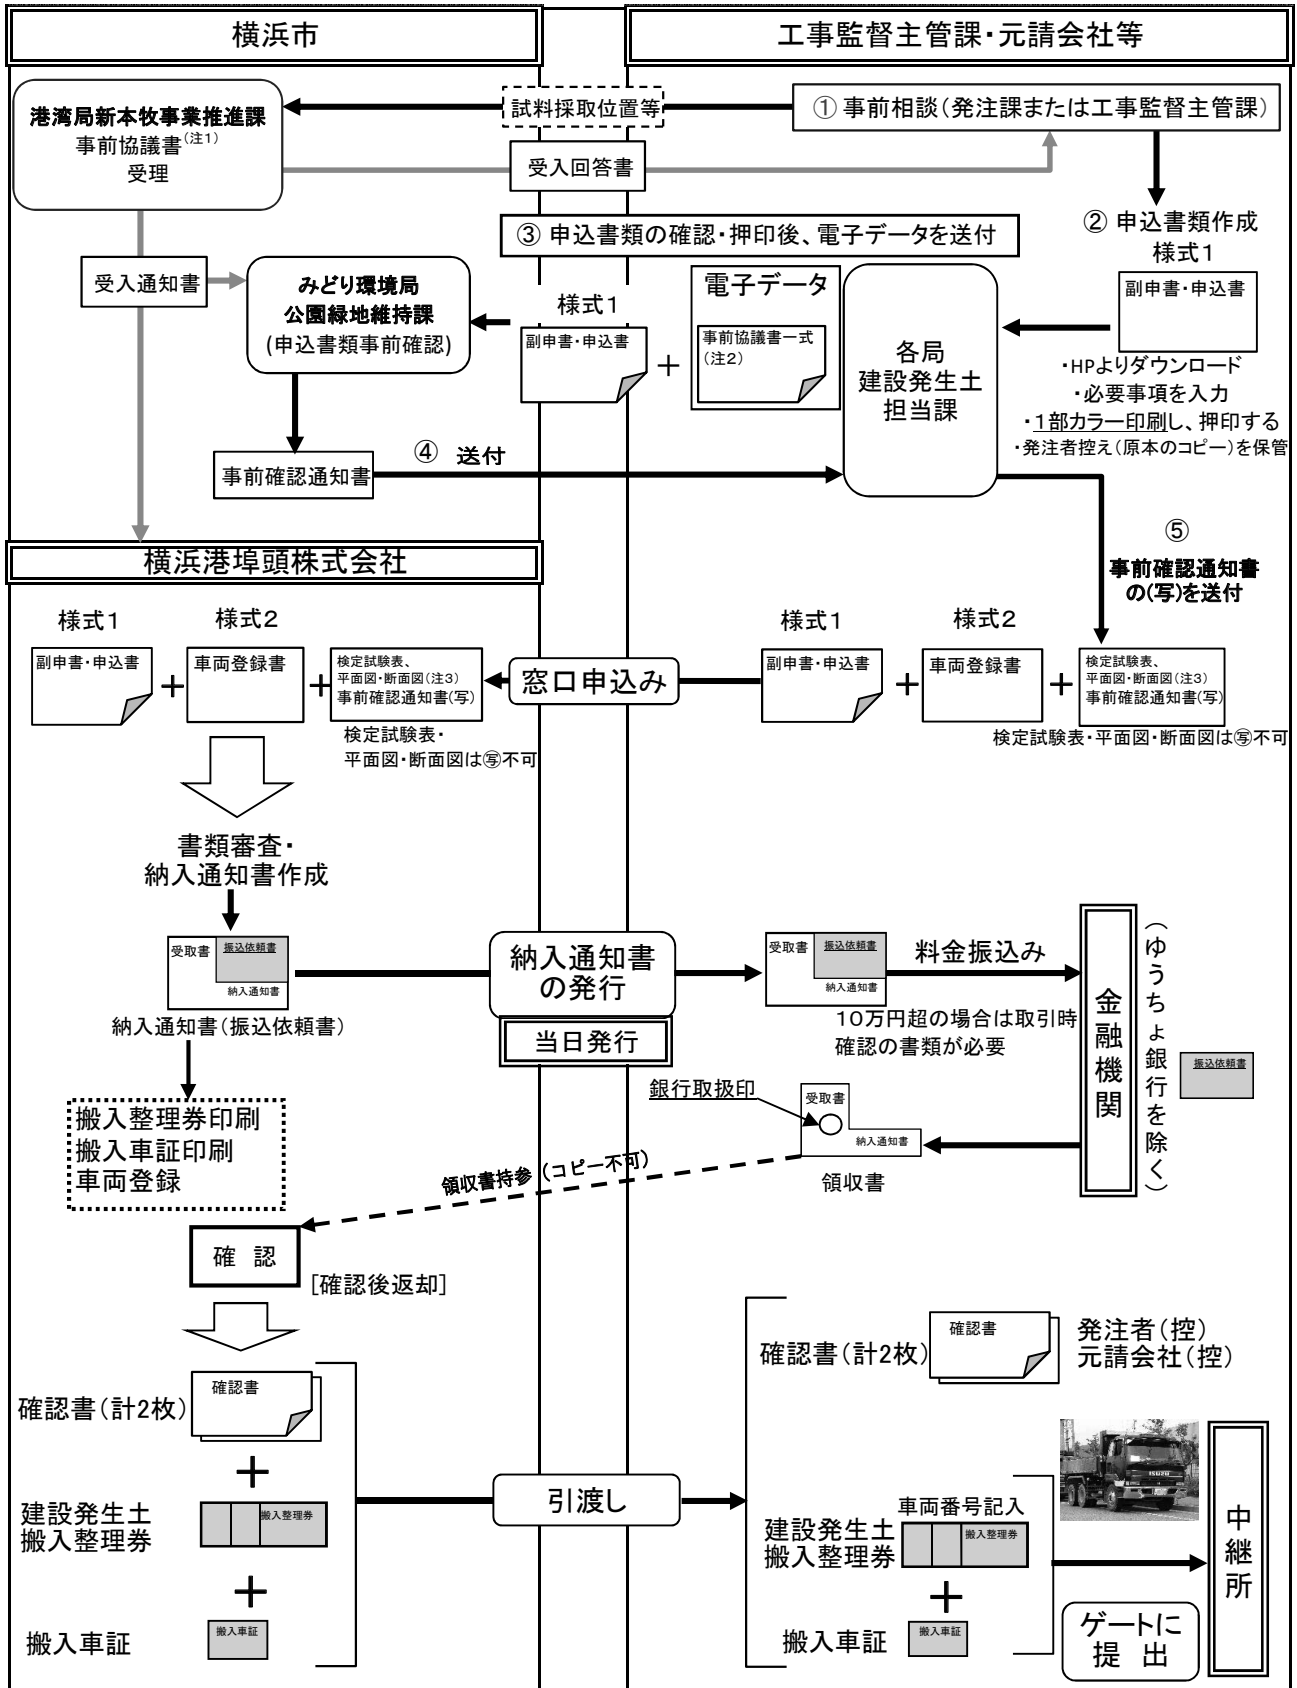 横浜市
工事監督主管課・元請会社等
港湾局新本牧事業推進課
事前協議書(注1)
受理
試料採取位置等
① 事前相談(発注課または工事監督主管課)
受入回答書
② 申込書類作成
様式1
副申書・申込書
③ 申込書類の確認・押印後、電子データを送付
受入通知書
みどり環境局
公園緑地維持課
(申込書類事前確認)
様式1
副申書・申込書
+
電子データ
事前協議書一式
(注2)
各局
建設発生土
担当課
・HPよりダウンロード
・必要事項を入力
・1部カラー印刷し、押印する
・発注者控え(原本のコピー)を保管
④ 送付
事前確認通知書
⑤
事前確認通知書
の(写)を送付
横浜港埠頭株式会社
様式1
副申書・申込書
+
様式2
車両登録書
+
検定試験表、
平面図・断面図(注3)
事前確認通知書(写)
検定試験表・
平面図・断面図は㊢不可
窓口申込み
様式1
副申書・申込書
+
様式2
車両登録書
+
検定試験表、
平面図・断面図(注3)
事前確認通知書(写)
検定試験表・平面図・断面図は㊢不可
書類審査・
納入通知書作成
受取書
振込依頼書
納入通知書
納入通知書(振込依頼書)
納入通知書
の発行
当日発行
受取書
振込依頼書
納入通知書
料金振込み
10万円超の場合は取引時
確認の書類が必要
金融機関
(ゆうちょ銀行を除く)
振込依頼書
搬入整理券印刷
搬入車証印刷
車両登録
銀行取扱印
受取書
納入通知書
領収書
領収書持参(コピー不可)
確 認
[確認後返却]
確認書(計2枚)
確認書
+
建設発生土
搬入整理券
搬入整理券
+
搬入車証
搬入車証
引渡し
確認書(計2枚)
確認書
発注者(控)
元請会社(控)
ISUZU
車両番号記入
建設発生土
搬入整理券
搬入整理券
+
搬入車証
搬入車証
ゲートに
提 出
中継所